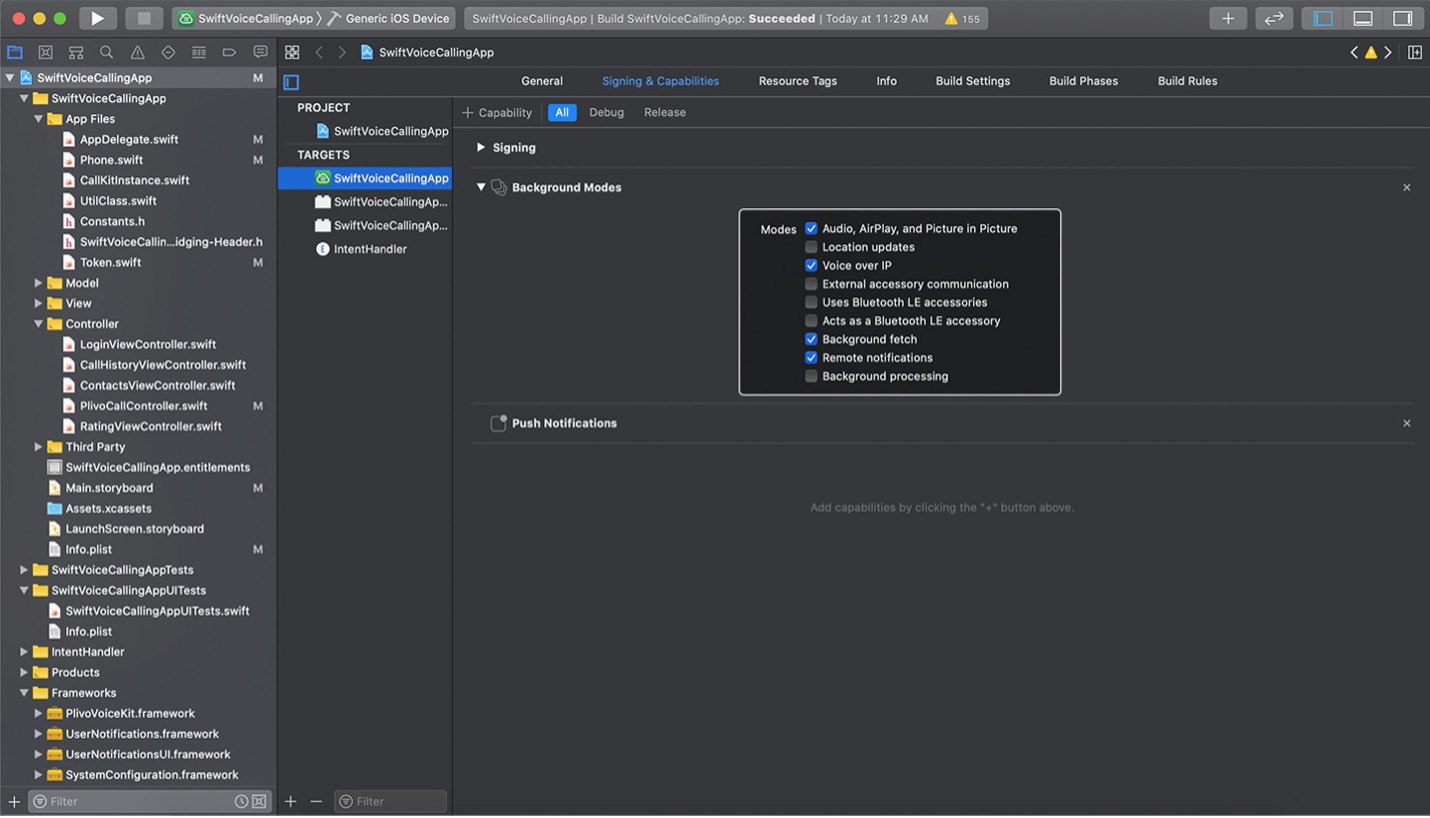 SwiftVoiceCallingApp
Generic iOS Device
SwiftVoiceCallingApp | Build SwiftVoiceCallingApp: Succeeded | Today at 11:29 AM
155
SwiftVoiceCallingApp M
SwiftVoiceCallingApp
App Files
AppDelegate.swift M
Phone.swift M
CallKitInstance.swift
UtilClass.swift
Constants.h
SwiftVoiceCallin...idging-Header.h
Token.swift M
Model
View
Controller
LoginViewController.swift
CallHistoryViewController.swift
ContactsViewController.swift
PlivoCallController.swift M
RatingViewController.swift
Third Party
SwiftVoiceCallingApp.entitlements
Main.storyboard M
Assets.xcassets
LaunchScreen.storyboard
Info.plist M
SwiftVoiceCallingAppTests
SwiftVoiceCallingAppUITests
SwiftVoiceCallingAppUITests.swift
Info.plist
IntentHandler
Products
Frameworks
PlivoVoiceKit.framework
UserNotifications.framework
UserNotificationsUI.framework
SystemConfiguration.framework
Filter
SwiftVoiceCallingApp
General Signing & Capabilities Resource Tags Info Build Settings Build Phases Build Rules
PROJECT
SwiftVoiceCallingApp
TARGETS
SwiftVoiceCallingApp
SwiftVoiceCallingAp...
SwiftVoiceCallingAp...
IntentHandler
Filter
+ Capability All Debug Release
Signing
Background Modes
Modes Audio, AirPlay, and Picture in Picture
Location updates
Voice over IP
External accessory communication
Uses Bluetooth LE accessories
Acts as a Bluetooth LE accessory
Background fetch
Remote notifications
Background processing
Push Notifications
Add capabilities by clicking the "+" button above.